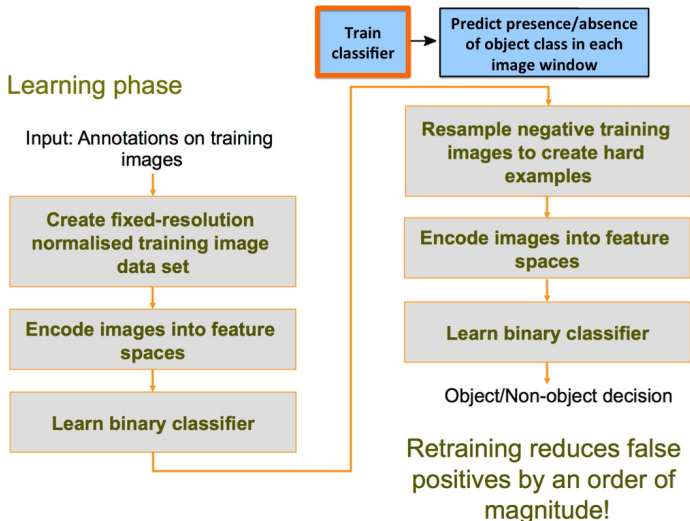 Train
classifier
Predict presence/absence
of object class in each
image window
Learning phase
Input: Annotations on training
images
Create fixed-resolution
normalised training image
data set
Encode images into feature
spaces
Learn binary classifier
Resample negative training
images to create hard
examples
Encode images into feature
spaces
Learn binary classifier
Object/Non-object decision
Retraining reduces false
positives by an order of
magnitude!